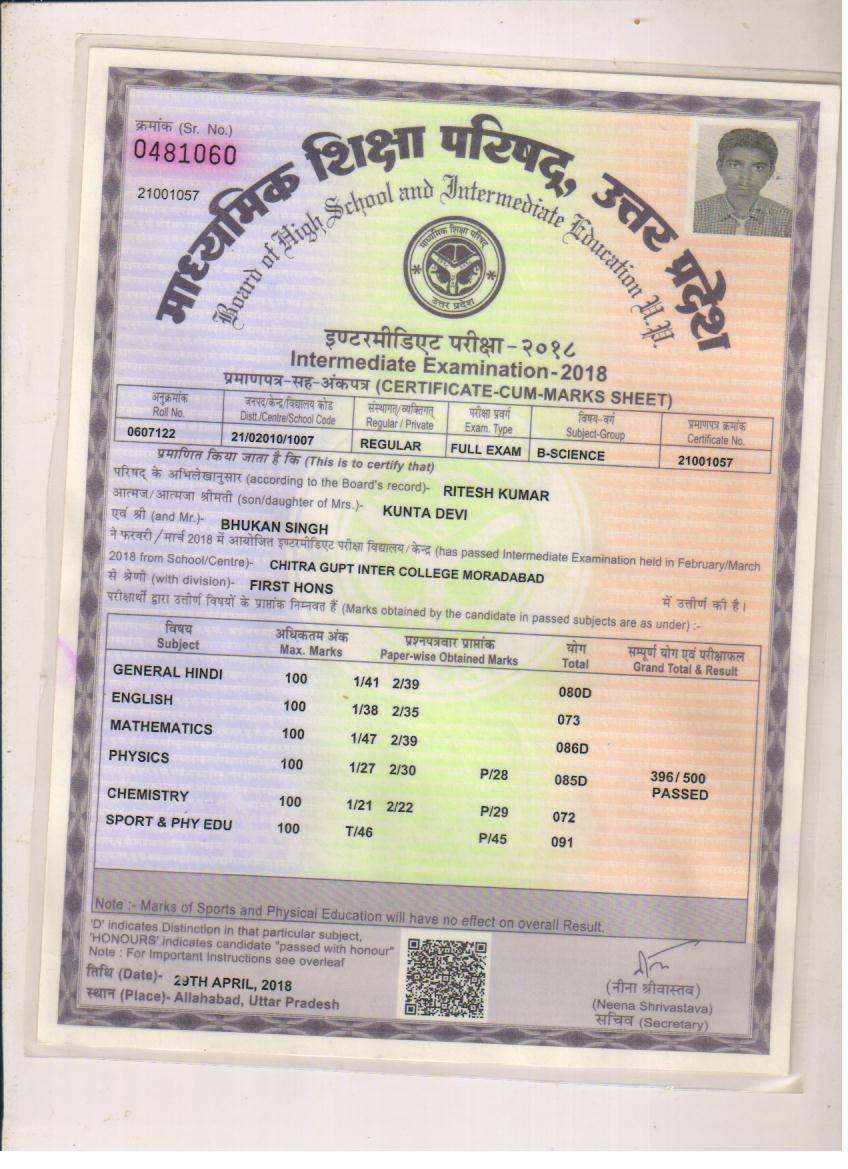 क्रमांक (Sr. No.)
0481060
21001057
माध्यमिक शिक्षा परिषद्, उत्तर प्रदेश
Board of High School and Intermediate Education U.P.
माध्यमिक शिक्षा परिषद्
उत्तर प्रदेश
इण्टरमीडिएट परीक्षा-२०१८
Intermediate Examination-2018
प्रमाणपत्र-सह-अंकपत्र (CERTIFICATE-CUM-MARKS SHEET)
अनुक्रमांक जनपद/केन्द्र/विद्यालय कोड संस्थागत/व्यक्तिगत् परीक्षा प्रवर्ग विषय-वर्ग प्रमाणपत्र क्रमांक
Roll No. Distt./Centre/School Code Regular / Private Exam. Type Subject-Group Certificate No.
0607122 21/02010/1007 REGULAR FULL EXAM B-SCIENCE 21001057
प्रमाणित किया जाता है कि (This is to certify that)
परिषद् के अभिलेखानुसार (according to the Board's record)- RITESH KUMAR
आत्मज/आत्मजा श्रीमती (son/daughter of Mrs.)- KUNTA DEVI
एवं श्री (and Mr.)- BHUKAN SINGH
ने फरवरी/मार्च 2018 में आयोजित इण्टरमीडिएट परीक्षा विद्यालय/केन्द्र (has passed Intermediate Examination held in February/March
2018 from School/Centre)- CHITRA GUPT INTER COLLEGE MORADABAD
से श्रेणी (with division)- FIRST HONS में उत्तीर्ण की है।
परीक्षार्थी द्वारा उत्तीर्ण विषयों के प्राप्तांक निम्नवत हैं (Marks obtained by the candidate in passed subjects are as under) :-
विषय अधिकतम अंक प्रश्नपत्रवार प्राप्तांक योग सम्पूर्ण योग एवं परीक्षाफल
Subject Max. Marks Paper-wise Obtained Marks Total Grand Total & Result
GENERAL HINDI 100 1/41 2/39 080D
ENGLISH 100 1/38 2/35 073
MATHEMATICS 100 1/47 2/39 086D
PHYSICS 100 1/27 2/30 P/28 085D 396/ 500
PASSED
CHEMISTRY 100 1/21 2/22 P/29 072
SPORT & PHY EDU 100 T/46 P/45 091
Note :- Marks of Sports and Physical Education will have no effect on overall Result.
'D' indicates Distinction in that particular subject,
'HONOURS' indicates candidate "passed with honour"
Note : For Important Instructions see overleaf
तिथि (Date)- 29TH APRIL, 2018
स्थान (Place)- Allahabad, Uttar Pradesh
(नीना श्रीवास्तव)
(Neena Shrivastava)
सचिव (Secretary)